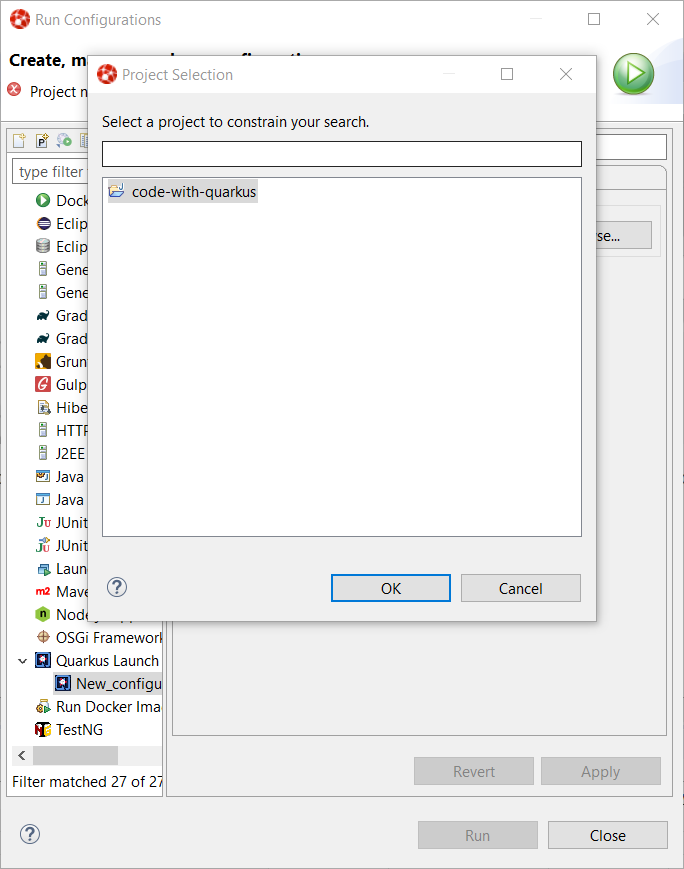 Run Configurations
Create, ma
Project n
Project Selection
Select a project to constrain your search.
code-with-quarkus
OK
Cancel
type filter
Dock
Eclip
Eclip
Gene
Gene
Grad
Grad
Grun
Gulp
Hibe
HTTP
J2EE
Java
Java
JUnit
JUnit
Laun
Mave
Node
OSGi Framework
Quarkus Launch
New_configu
Run Docker Ima
TestNG
Filter matched 27 of 27
se...
Revert
Apply
Run
Close